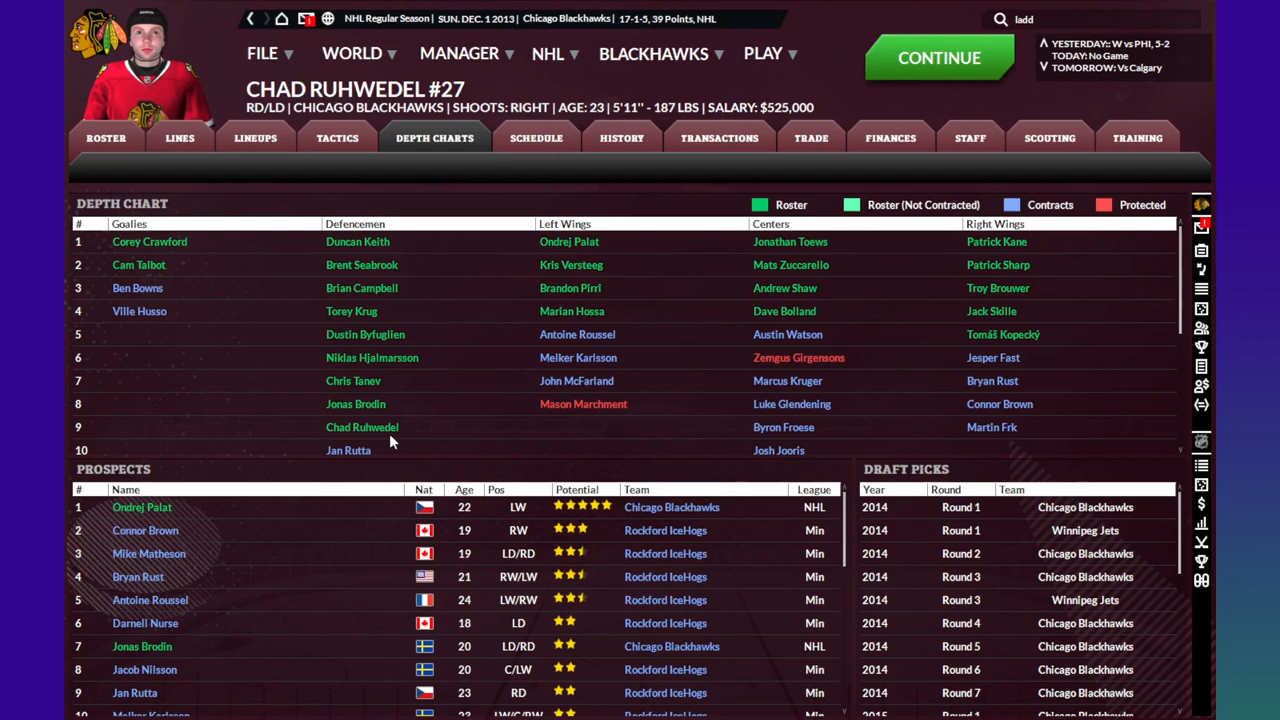 NHL Regular Season | SUN. DEC. 1 2013 | Chicago Blackhawks | 17-1-5, 39 Points, NHL
ladd
FILE WORLD MANAGER NHL BLACKHAWKS PLAY
CONTINUE
YESTERDAY:: W vs PHI, 5-2
TODAY: No Game
TOMORROW: Vs Calgary
CHAD RUHWEDEL #27
RD/LD | CHICAGO BLACKHAWKS | SHOOTS: RIGHT | AGE: 23 | 5'11" - 187 LBS | SALARY: $525,000
ROSTER LINES LINEUPS TACTICS DEPTH CHARTS SCHEDULE HISTORY TRANSACTIONS TRADE FINANCES STAFF SCOUTING TRAINING
DEPTH CHART Roster Roster (Not Contracted) Contracts Protected
# Goalies Defencemen Left Wings Centers Right Wings
1 Corey Crawford Duncan Keith Ondrej Palat Jonathan Toews Patrick Kane
2 Cam Talbot Brent Seabrook Kris Versteeg Mats Zuccarello Patrick Sharp
3 Ben Bowns Brian Campbell Brandon Pirri Andrew Shaw Troy Brouwer
4 Ville Husso Torey Krug Marian Hossa Dave Bolland Jack Skille
5 Dustin Byfuglien Antoine Roussel Austin Watson Tomáš Kopecký
6 Niklas Hjalmarsson Melker Karlsson Zemgus Girgensons Jesper Fast
7 Chris Tanev John McFarland Marcus Kruger Bryan Rust
8 Jonas Brodin Mason Marchment Luke Glendening Connor Brown
9 Chad Ruhwedel Byron Froese Martin Frk
10 Jan Rutta Josh Jooris
PROSPECTS
# Name Nat Age Pos Potential Team League
1 Ondrej Palat 22 LW Chicago Blackhawks NHL
2 Connor Brown 19 RW Rockford IceHogs Min
3 Mike Matheson 19 LD/RD Rockford IceHogs Min
4 Bryan Rust 21 RW/LW Rockford IceHogs Min
5 Antoine Roussel 24 LW/RW Rockford IceHogs Min
6 Darnell Nurse 18 LD Rockford IceHogs Min
7 Jonas Brodin 20 LD/RD Chicago Blackhawks NHL
8 Jacob Nilsson 20 C/LW Rockford IceHogs Min
9 Jan Rutta 23 RD Rockford IceHogs Min
10 Melker Karlsson 23 LW/C/RW Rockford IceHogs Min
DRAFT PICKS
Year Round Team
2014 Round 1 Chicago Blackhawks
2014 Round 1 Winnipeg Jets
2014 Round 2 Chicago Blackhawks
2014 Round 3 Chicago Blackhawks
2014 Round 3 Winnipeg Jets
2014 Round 4 Chicago Blackhawks
2014 Round 5 Chicago Blackhawks
2014 Round 6 Chicago Blackhawks
2014 Round 7 Chicago Blackhawks
2015 Round 1 Chicago Blackhawks